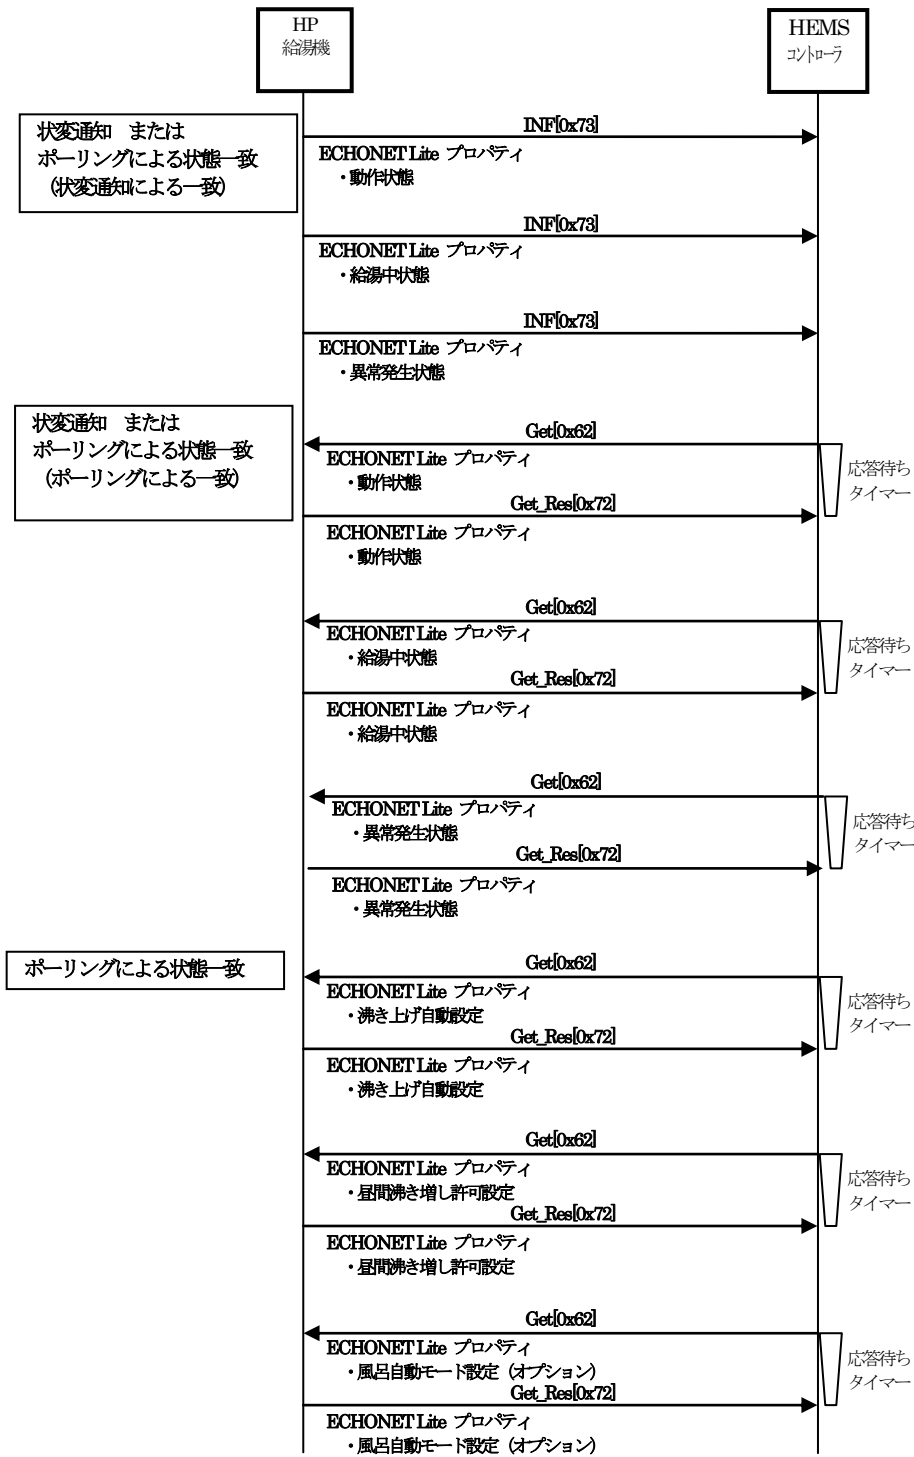 HP
給湯機
HEMS
コントローラ
状変通知　または
ポーリングによる状態一致
（状変通知による一致）
INF[0x73]
ECHONET Lite プロパティ
・動作状態
INF[0x73]
ECHONET Lite プロパティ
・給湯中状態
INF[0x73]
ECHONET Lite プロパティ
・異常発生状態
状変通知　または
ポーリングによる状態一致
（ポーリングによる一致）
Get[0x62]
ECHONET Lite プロパティ
・動作状態
応答待ち
タイマー
Get_Res[0x72]
ECHONET Lite プロパティ
・動作状態
Get[0x62]
ECHONET Lite プロパティ
・給湯中状態
応答待ち
タイマー
Get_Res[0x72]
ECHONET Lite プロパティ
・給湯中状態
Get[0x62]
ECHONET Lite プロパティ
・異常発生状態
応答待ち
タイマー
Get_Res[0x72]
ECHONET Lite プロパティ
・異常発生状態
ポーリングによる状態一致
Get[0x62]
ECHONET Lite プロパティ
・沸き上げ自動設定
応答待ち
タイマー
Get_Res[0x72]
ECHONET Lite プロパティ
・沸き上げ自動設定
Get[0x62]
ECHONET Lite プロパティ
・昼間沸き増し許可設定
応答待ち
タイマー
Get_Res[0x72]
ECHONET Lite プロパティ
・昼間沸き増し許可設定
Get[0x62]
ECHONET Lite プロパティ
・風呂自動モード設定（オプション）
応答待ち
タイマー
Get_Res[0x72]
ECHONET Lite プロパティ
・風呂自動モード設定（オプション）